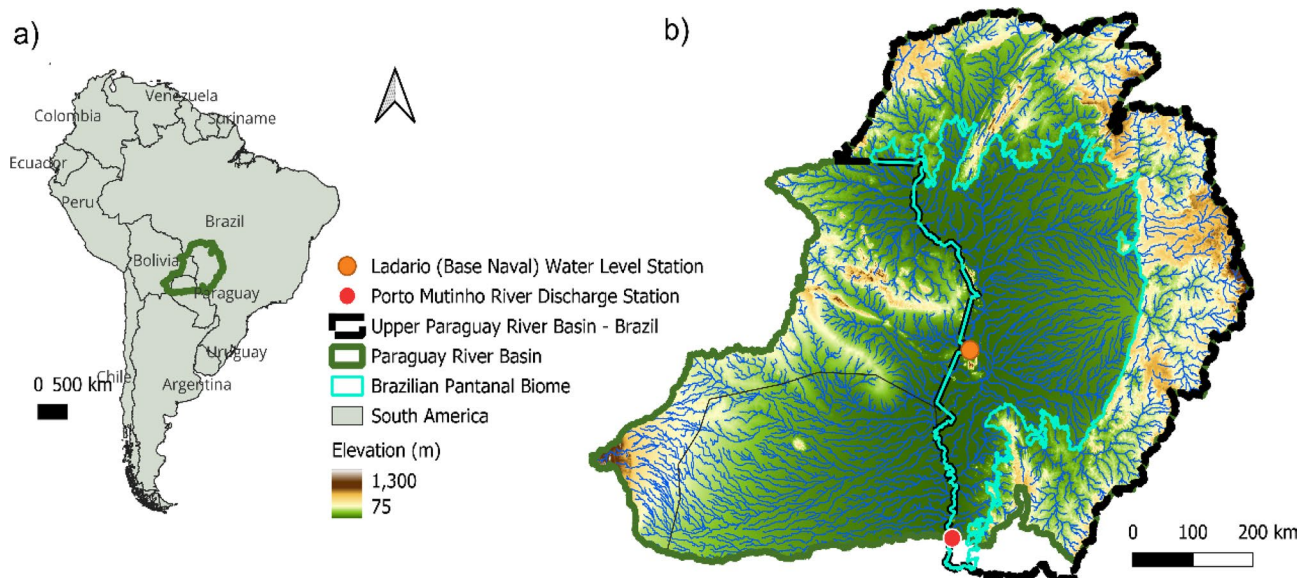 a)
b)
Venezuela
Colombia
Suriname
Ecuador
Peru
Brazil
Bolivia
Paraguay
Uruguay
Chile
Argentina
0 500 km
Ladario (Base Naval) Water Level Station
Porto Mutinho River Discharge Station
Upper Paraguay River Basin - Brazil
Paraguay River Basin
Brazilian Pantanal Biome
South America
Elevation (m)
1,300
75
0 100 200 km